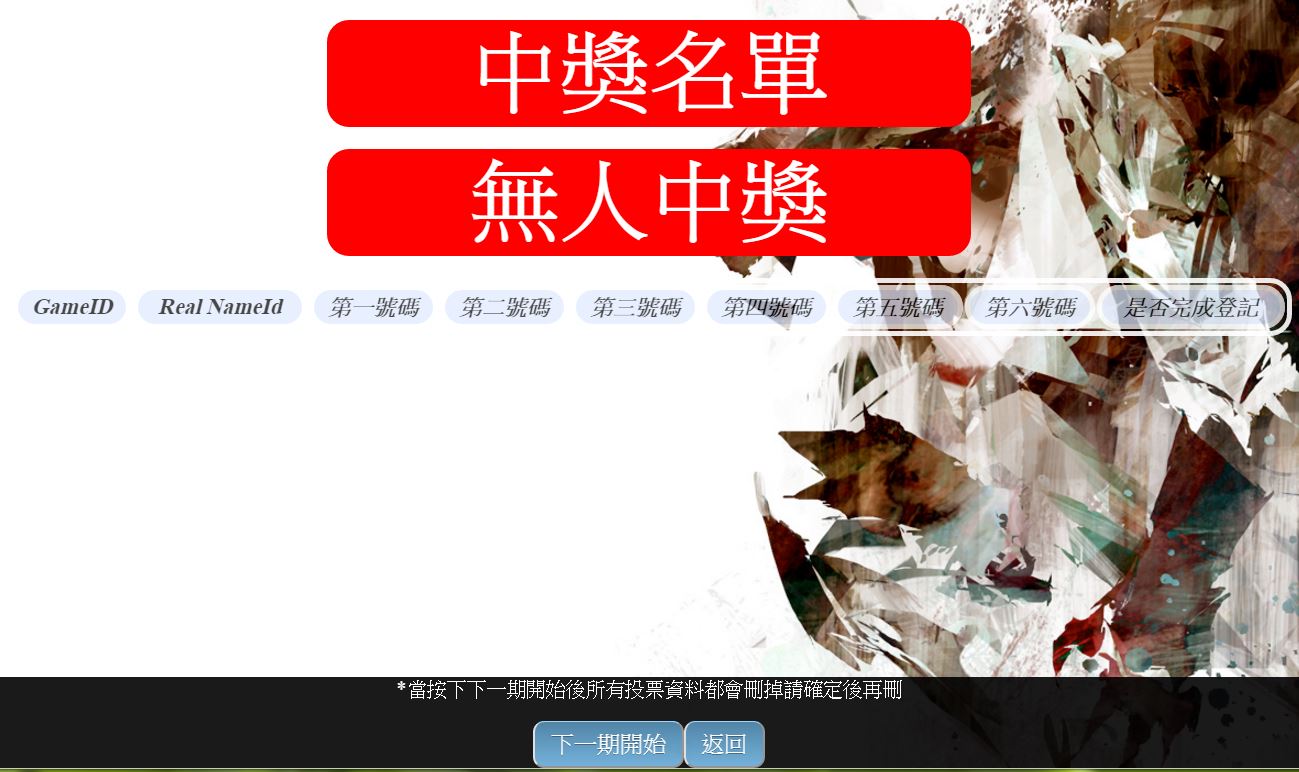 中獎名單
無人中獎
GameID Real NameId 第一號碼 第二號碼 第三號碼 第四號碼 第五號碼 第六號碼 是否完成登記
*當按下下一期開始後所有投票資料都會刪掉請確定後再刪
下一期開始 返回